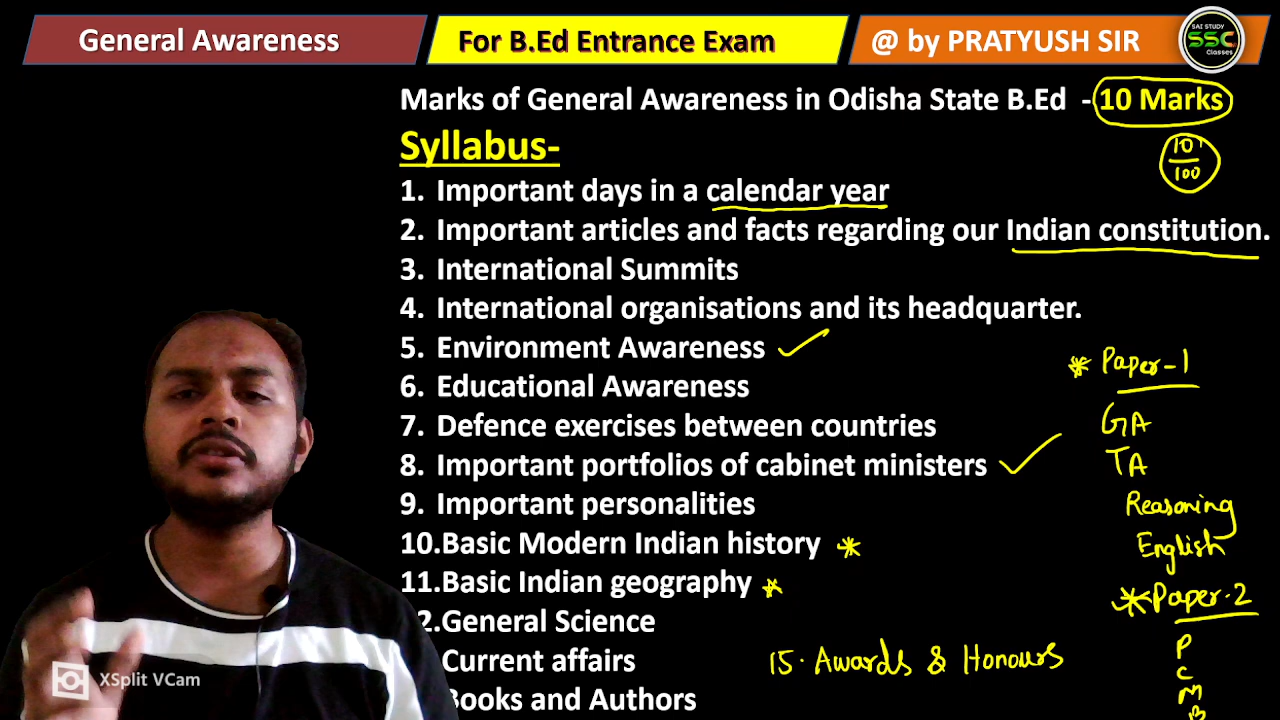 General Awareness
For B.Ed Entrance Exam
@ by PRATYUSH SIR
SAI STUDY
SSC
Classes
Marks of General Awareness in Odisha State B.Ed - 10 Marks
10
100
Syllabus-
1. Important days in a calendar year
2. Important articles and facts regarding our Indian constitution.
3. International Summits
4. International organisations and its headquarter.
5. Environment Awareness
6. Educational Awareness
7. Defence exercises between countries
8. Important portfolios of cabinet ministers
9. Important personalities
10.Basic Modern Indian history *
11.Basic Indian geography *
2.General Science
Current affairs
Books and Authors
15. Awards & Honours
* Paper-1
GA
TA
Reasoning
English
* Paper-2
P
C
M
B
XSplit VCam